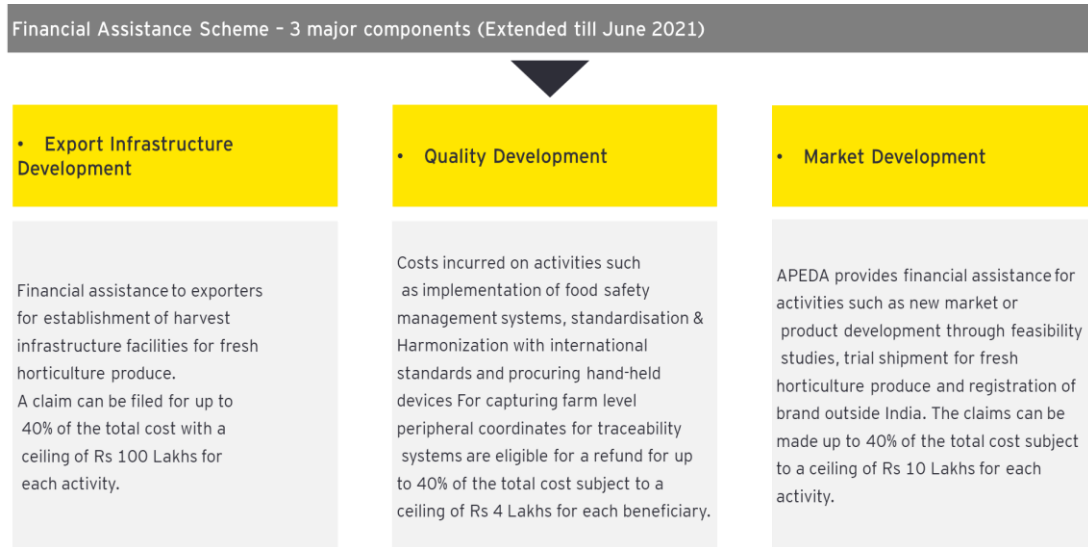 Financial Assistance Scheme – 3 major components (Extended till June 2021)
• Export Infrastructure
Development
Financial assistance to exporters
for establishment of harvest
infrastructure facilities for fresh
horticulture produce.
A claim can be filed for up to
40% of the total cost with a
ceiling of Rs 100 Lakhs for
each activity.
• Quality Development
Costs incurred on activities such
as implementation of food safety
management systems, standardisation &
Harmonization with international
standards and procuring hand-held
devices For capturing farm level
peripheral coordinates for traceability
systems are eligible for a refund for up
to 40% of the total cost subject to a
ceiling of Rs 4 Lakhs for each beneficiary.
• Market Development
APEDA provides financial assistance for
activities such as new market or
product development through feasibility
studies, trial shipment for fresh
horticulture produce and registration of
brand outside India. The claims can be
made up to 40% of the total cost subject
to a ceiling of Rs 10 Lakhs for each
activity.